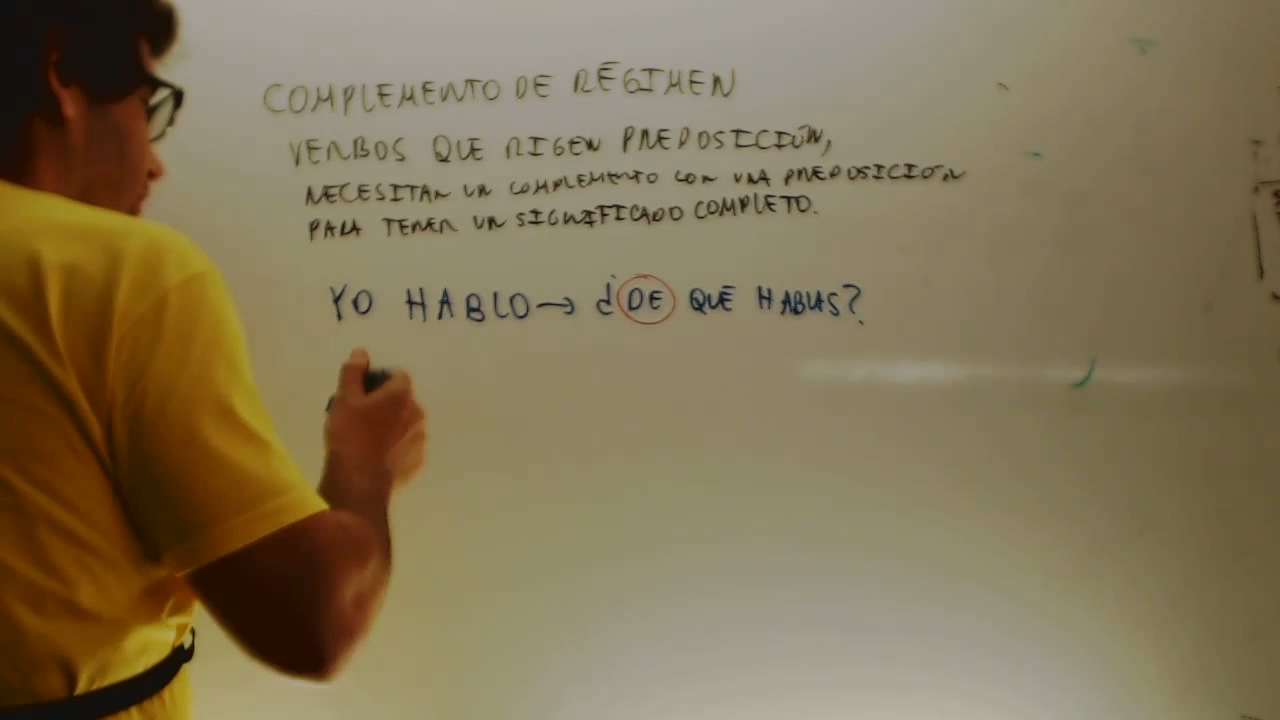 COMPLEMENTO DE RÉGIMEN
VERBOS QUE RIGEN PREPOSICIÓN,
NECESITAN UN COMPLEMENTO CON UNA PREPOSICIÓN
PARA TENER UN SIGNIFICADO COMPLETO.
YO HABLO → ¿DE QUÉ HABLAS?